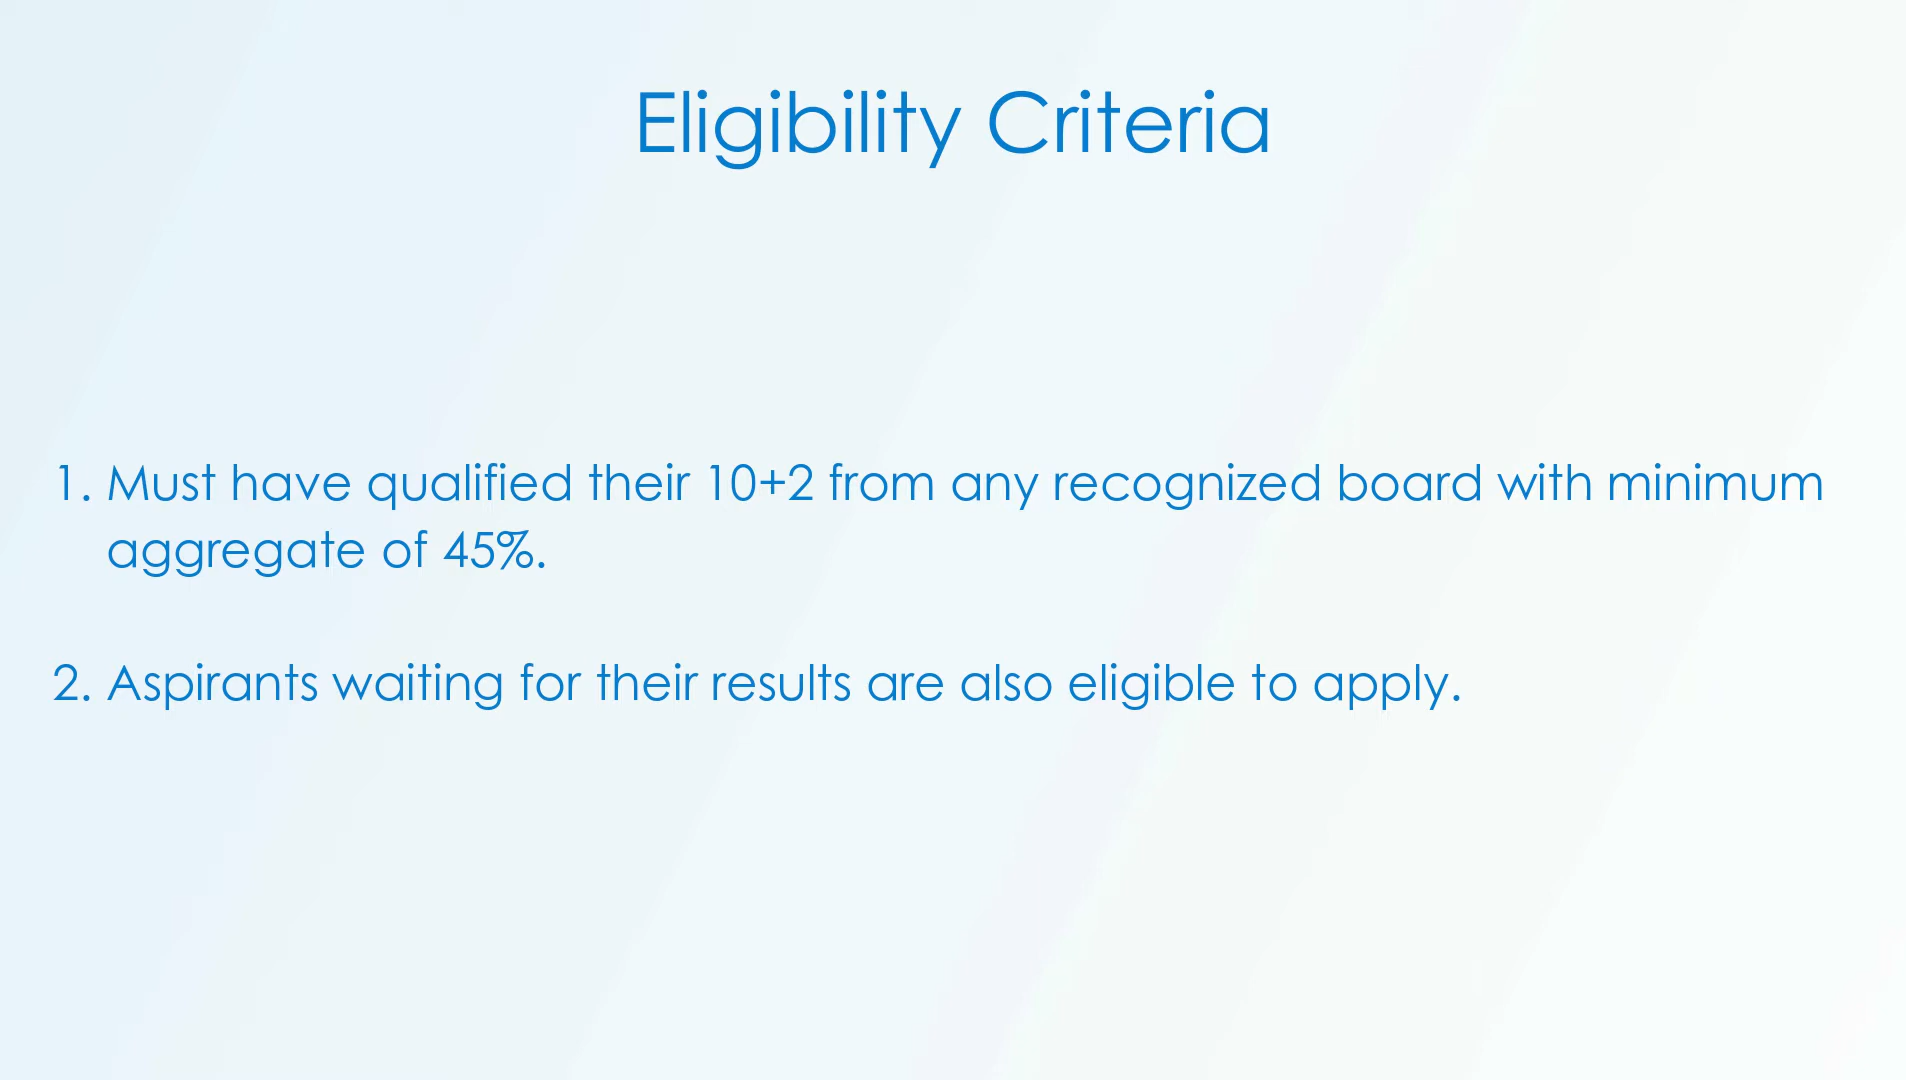 Eligibility Criteria
1. Must have qualified their 10+2 from any recognized board with minimum
aggregate of 45%.
2. Aspirants waiting for their results are also eligible to apply.